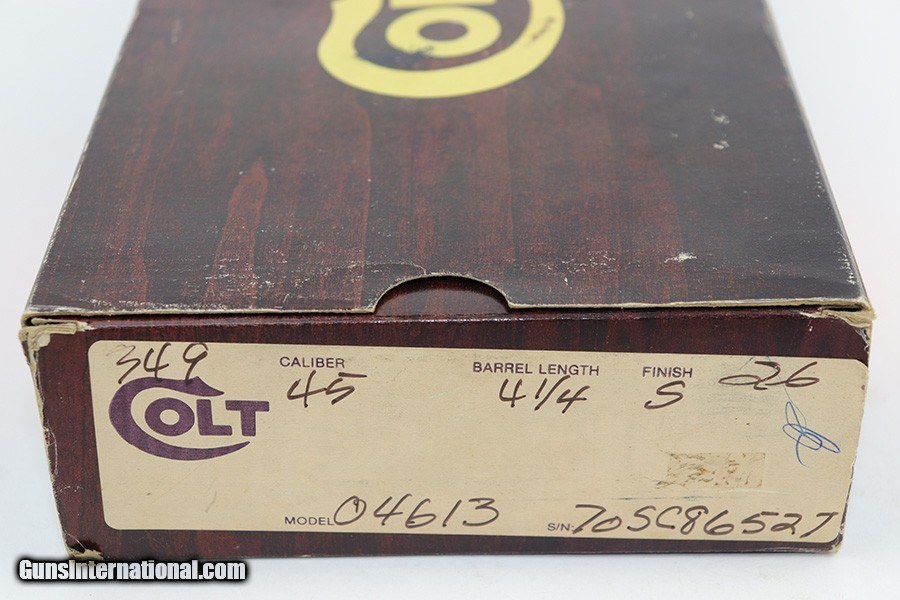 349
CALIBER
BARREL LENGTH
FINISH
26
45
4 1/4
S
COLT
MODEL 04613
S/N: 70SC86527
GunsInternational.com